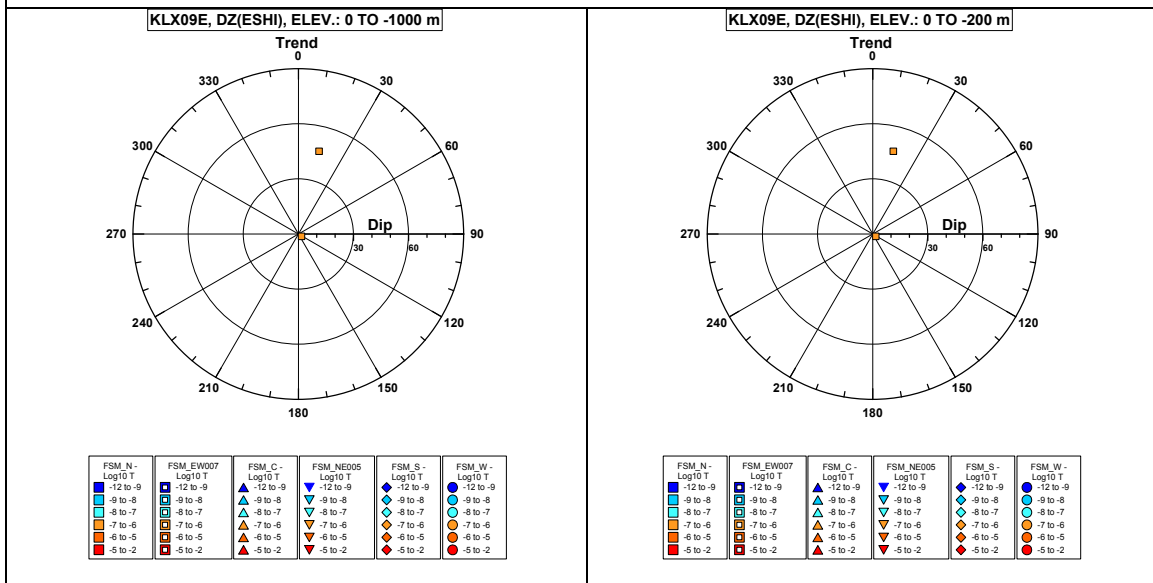 KLX09E, DZ(ESHI), ELEV.: 0 TO -1000 m
Trend
0
330
30
300
60
Dip
270
30
60
90
240
120
210
150
180
FSM_N - FSM_EW007 FSM_C - FSM_NE005 FSM_S - FSM_W -
Log10 T Log10 T Log10 T Log10 T Log10 T Log10 T
-12 to -9 -12 to -9 -12 to -9 -12 to -9 -12 to -9 -12 to -9
-9 to -8 -9 to -8 -9 to -8 -9 to -8 -9 to -8 -9 to -8
-8 to -7 -8 to -7 -8 to -7 -8 to -7 -8 to -7 -8 to -7
-7 to -6 -7 to -6 -7 to -6 -7 to -6 -7 to -6 -7 to -6
-6 to -5 -6 to -5 -6 to -5 -6 to -5 -6 to -5 -6 to -5
-5 to -2 -5 to -2 -5 to -2 -5 to -2 -5 to -2 -5 to -2
KLX09E, DZ(ESHI), ELEV.: 0 TO -200 m
Trend
0
330
30
300
60
Dip
270
30
60
90
240
120
210
150
180
FSM_N - FSM_EW007 FSM_C - FSM_NE005 FSM_S - FSM_W -
Log10 T Log10 T Log10 T Log10 T Log10 T Log10 T
-12 to -9 -12 to -9 -12 to -9 -12 to -9 -12 to -9 -12 to -9
-9 to -8 -9 to -8 -9 to -8 -9 to -8 -9 to -8 -9 to -8
-8 to -7 -8 to -7 -8 to -7 -8 to -7 -8 to -7 -8 to -7
-7 to -6 -7 to -6 -7 to -6 -7 to -6 -7 to -6 -7 to -6
-6 to -5 -6 to -5 -6 to -5 -6 to -5 -6 to -5 -6 to -5
-5 to -2 -5 to -2 -5 to -2 -5 to -2 -5 to -2 -5 to -2